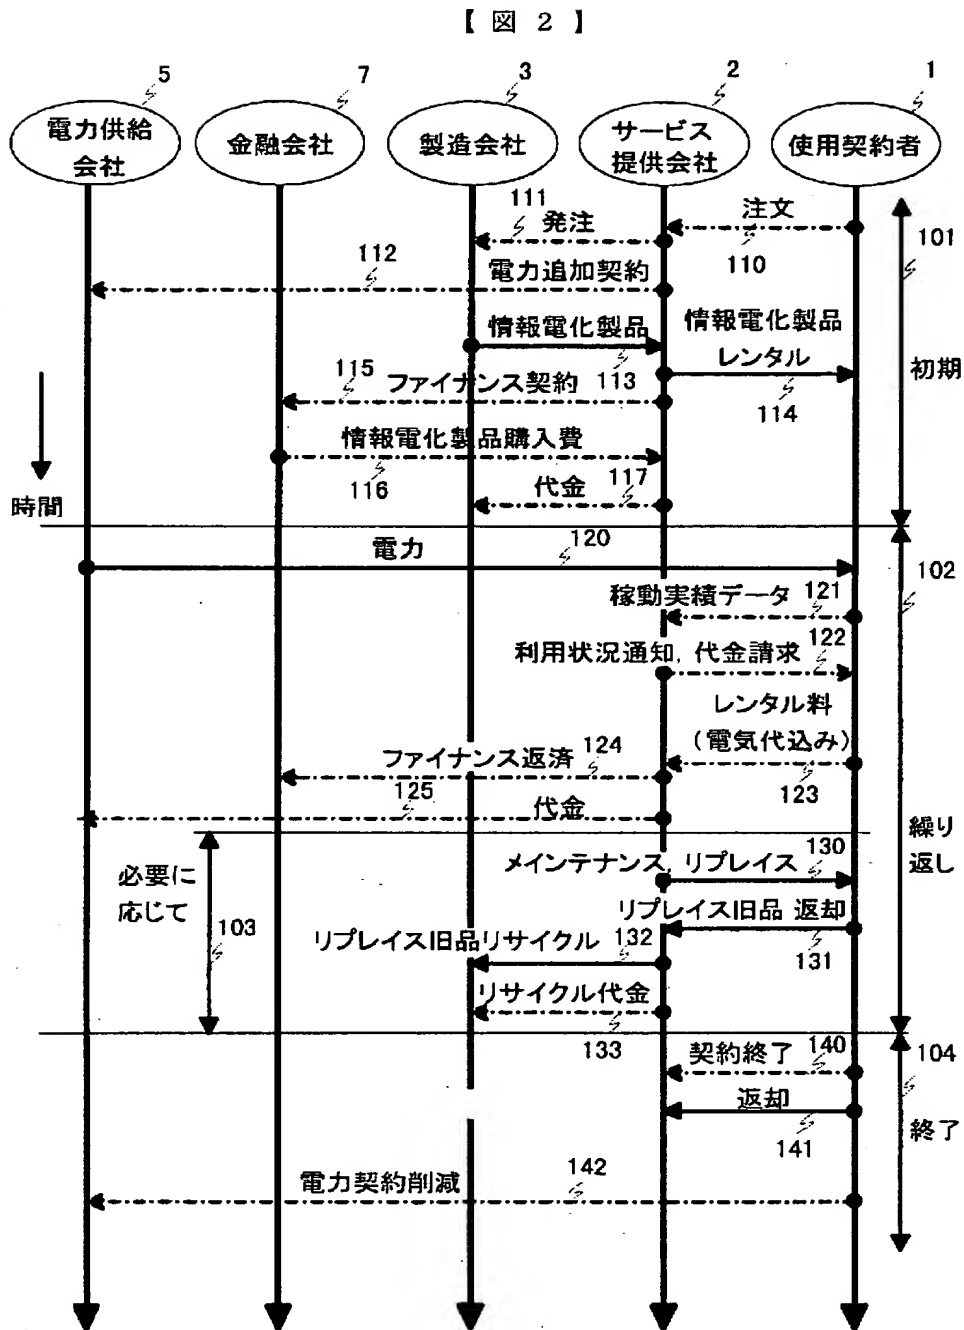 【 図 2 】
5
7
3
2
1
電力供給
会社
金融会社
製造会社
サービス
提供会社
使用契約者
111
発注
注文
110
101
112
電力追加契約
情報電化製品
113
情報電化製品
レンタル
114
初期
115
ファイナンス契約
情報電化製品購入費
116
時間
代金
117
電力
120
102
稼動実績データ
121
利用状況通知, 代金請求
122
レンタル料
(電気代込み)
123
ファイナンス返済
124
125
代金
繰り
返し
必要に
応じて
103
メインテナンス, リプレイス
130
リプレイス旧品 返却
131
リプレイス旧品リサイクル
132
リサイクル代金
133
契約終了
140
104
返却
141
終了
電力契約削減
142